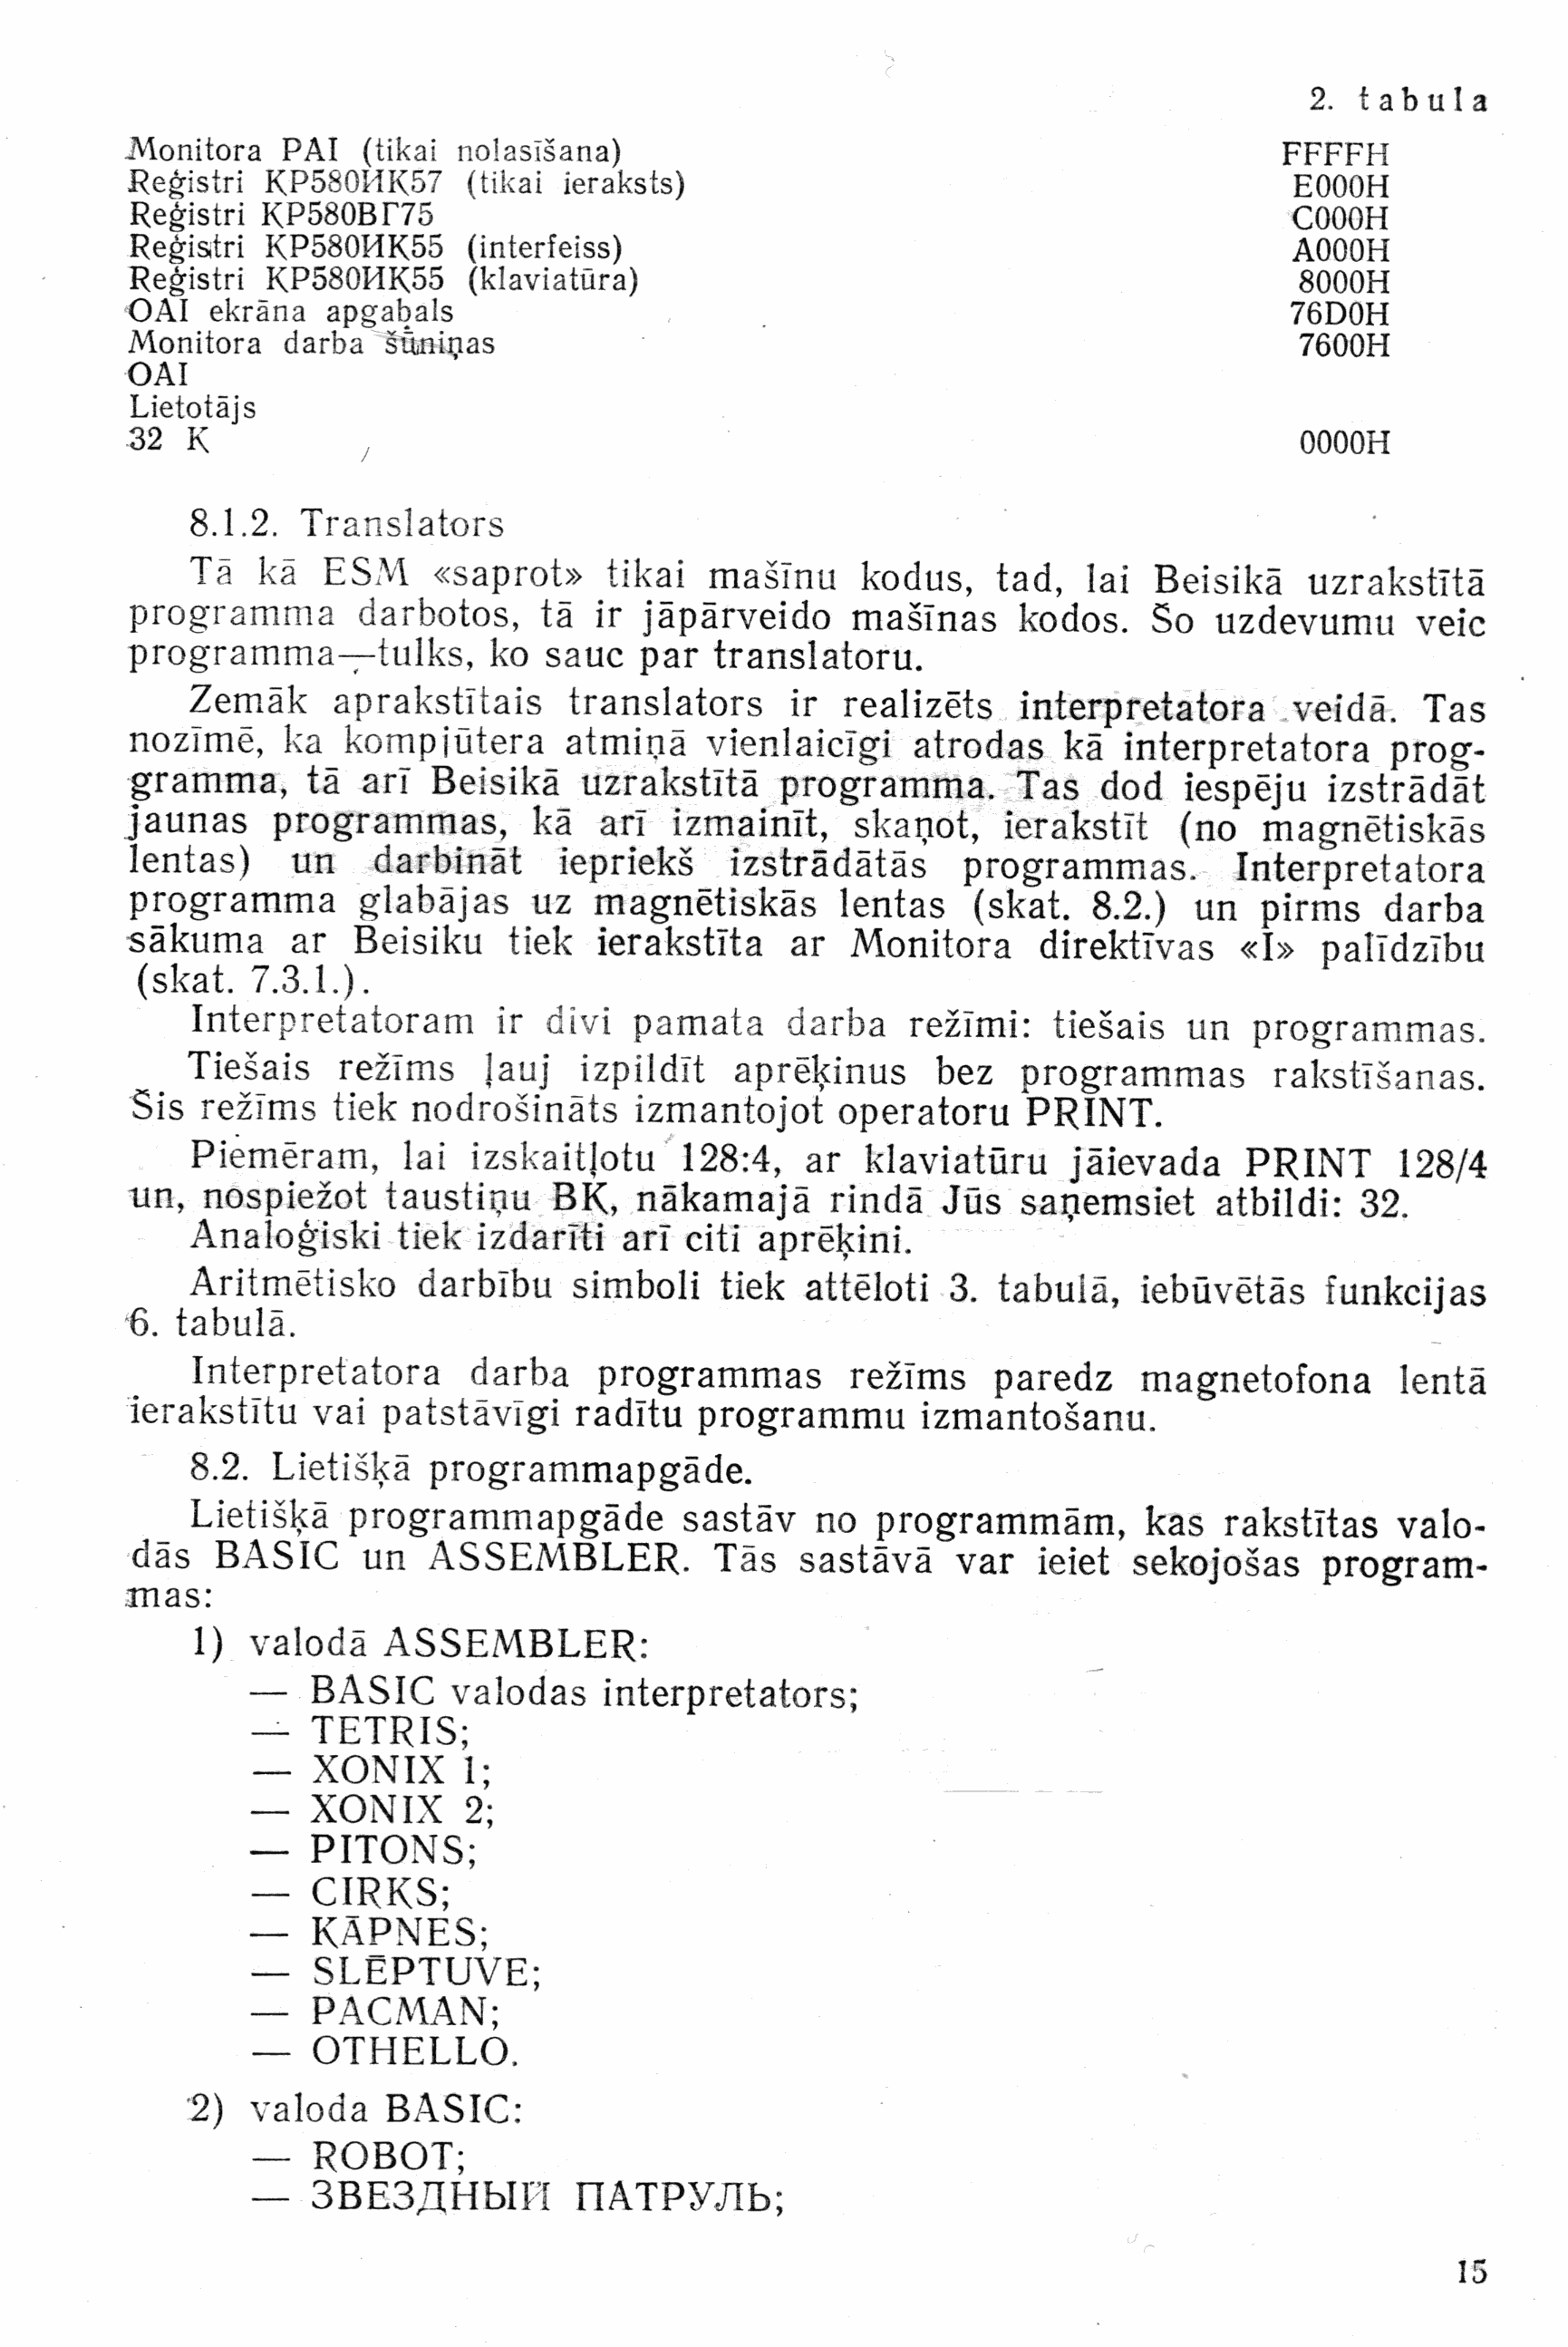 2. tabula
Monitora PAI (tikai nolasīšana) FFFFH
Reģistri КР580ИК57 (tikai ieraksts) E000H
Reģistri КР580ВГ75 C000H
Reģistri КР580ИК55 (interfeiss) A000H
Reģistri КР580ИК55 (klaviatūra) 8000H
OAI ekrāna apgabals 76D0H
Monitora darba šūniņas 7600H
OAI
Lietotājs
32 K 0000H
8.1.2. Translators
Tā kā ESM «saprot» tikai mašīnu kodus, tad, lai Beisikā uzrakstītā
programma darbotos, tā ir jāpārveido mašīnas kodos. Šo uzdevumu veic
programma—tulks, ko sauc par translatoru.
Zemāk aprakstītais translators ir realizēts interpretatora veidā. Tas
nozīmē, ka kompjūtera atmiņā vienlaicīgi atrodas kā interpretatora prog-
gramma, tā arī Beisikā uzrakstītā programma. Tas dod iespēju izstrādāt
jaunas programmas, kā arī izmainīt, skaņot, ierakstīt (no magnētiskās
lentas) un darbināt iepriekš izstrādātās programmas. Interpretatora
programma glabājas uz magnētiskās lentas (skat. 8.2.) un pirms darba
sākuma ar Beisiku tiek ierakstīta ar Monitora direktīvas «I» palīdzību
(skat. 7.3.1.).
Interpretatoram ir divi pamata darba režīmi: tiešais un programmas.
Tiešais režīms ļauj izpildīt aprēķinus bez programmas rakstīšanas.
Šis režīms tiek nodrošināts izmantojot operatoru PRINT.
Piemēram, lai izskaitļotu 128:4, ar klaviatūru jāievada PRINT 128/4
un, nospiežot taustiņu ВК, nākamajā rindā Jūs saņemsiet atbildi: 32.
Analoģiski tiek izdarīti arī citi aprēķini.
Aritmētisko darbību simboli tiek attēloti 3. tabulā, iebūvētās funkcijas
6. tabulā.
Interpretatora darba programmas režīms paredz magnetofona lentā
ierakstītu vai patstāvīgi radītu programmu izmantošanu.
8.2. Lietišķā programmapgāde.
Lietišķā programmapgāde sastāv no programmām, kas rakstītas valo-
dās BASIC un ASSEMBLER. Tās sastāvā var ieiet sekojošas program-
mas:
1) valodā ASSEMBLER:
— BASIC valodas interpretators;
— TETRIS;
— XONIX 1;
— XONIX 2;
— PITONS;
— CIRKS;
— KĀPNES;
— SLĒPTUVE;
— PACMAN;
— OTHELLO.
2) valoda BASIC:
— ROBOT;
— ЗВЕЗДНЫЙ ПАТРУЛЬ;
15